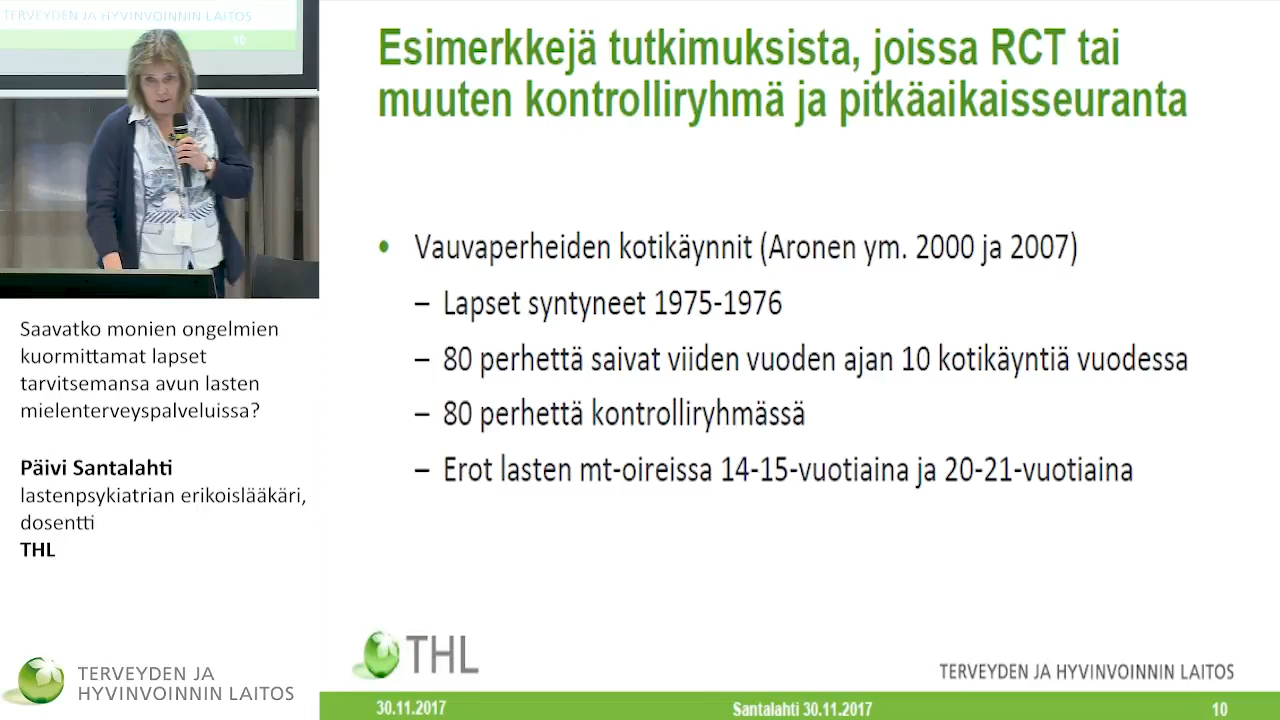 TERVEYDEN JA HYVINVOINNIN LAITOS
10
Saavatko monien ongelmien
kuormittamat lapset
tarvitsemansa avun lasten
mielenterveyspalveluissa?
Päivi Santalahti
lastenpsykiatrian erikoislääkäri,
dosentti
THL
TERVEYDEN JA
HYVINVOINNIN LAITOS
Esimerkkejä tutkimuksista, joissa RCT tai
muuten kontrolliryhmä ja pitkäaikaisseuranta
• Vauvaperheiden kotikäynnit (Aronen ym. 2000 ja 2007)
– Lapset syntyneet 1975-1976
– 80 perhettä saivat viiden vuoden ajan 10 kotikäyntiä vuodessa
– 80 perhettä kontrolliryhmässä
– Erot lasten mt-oireissa 14-15-vuotiaina ja 20-21-vuotiaina
THL
TERVEYDEN JA HYVINVOINNIN LAITOS
30.11.2017
Santalahti 30.11.2017
10